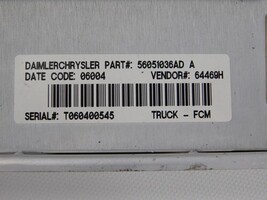 DAIMLERCHRYSLER PART#: 56051036AD A
DATE CODE: 06004 VENDOR#: 64469H
SERIAL#: T060400545 TRUCK - FCM